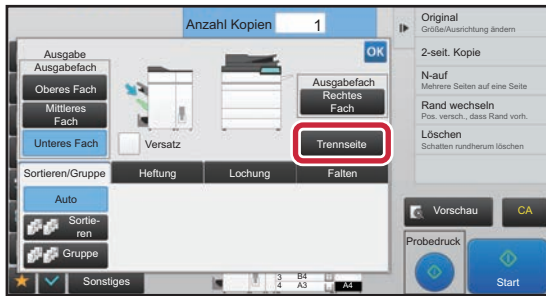 Anzahl Kopien 1
Ausgabe
Ausgabefach
Oberes Fach
Mittleres
Fach
Unteres Fach
Versatz
OK
Ausgabefach
Rechtes
Fach
Trennseite
Sortieren/Gruppe
Heftung
Lochung
Falten
Auto
Sortie-
ren
Gruppe
Sonstiges
3 B4
4 A3
A4
Original
Größe/Ausrichtung ändern
2-seit. Kopie
N-auf
Mehrere Seiten auf eine Seite
Rand wechseln
Pos. versch., dass Rand vorh.
Löschen
Schatten rundherum löschen
Vorschau
CA
Probedruck
Start